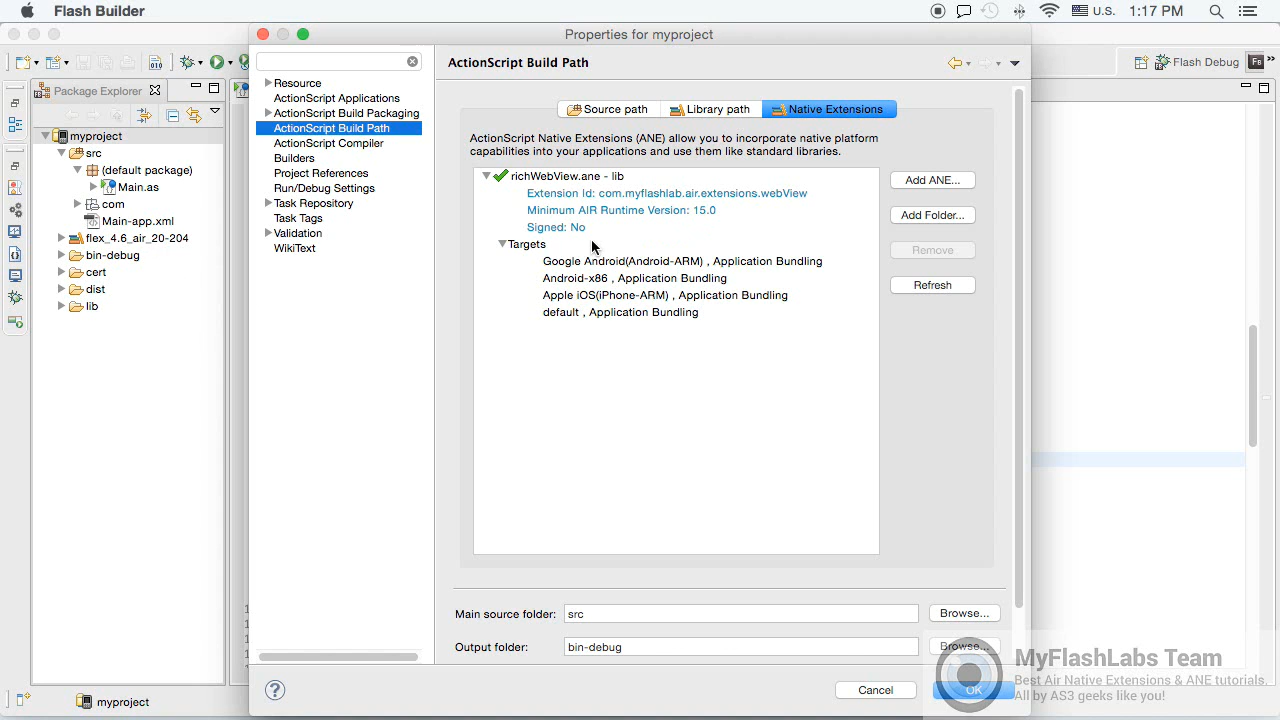 Flash Builder
U.S. 1:17 PM
Properties for myproject
Flash Debug
Fb
Package Explorer
myproject
src
(default package)
Main.as
com
Main-app.xml
flex_4.6_air_20-204
bin-debug
cert
dist
lib
Resource
ActionScript Applications
ActionScript Build Packaging
ActionScript Build Path
ActionScript Compiler
Builders
Project References
Run/Debug Settings
Task Repository
Task Tags
Validation
WikiText
ActionScript Build Path
Source path
Library path
Native Extensions
ActionScript Native Extensions (ANE) allow you to incorporate native platform
capabilities into your applications and use them like standard libraries.
richWebView.ane - lib
Extension Id: com.myflashlab.air.extensions.webView
Minimum AIR Runtime Version: 15.0
Signed: No
Targets
Google Android(Android-ARM) , Application Bundling
Android-x86 , Application Bundling
Apple iOS(iPhone-ARM) , Application Bundling
default , Application Bundling
Add ANE...
Add Folder...
Remove
Refresh
Main source folder: src
Browse...
Output folder: bin-debug
Browse...
Cancel
OK
myproject
MyFlashLabs Team
Best Air Native Extensions & ANE tutorials.
All by AS3 geeks like you!